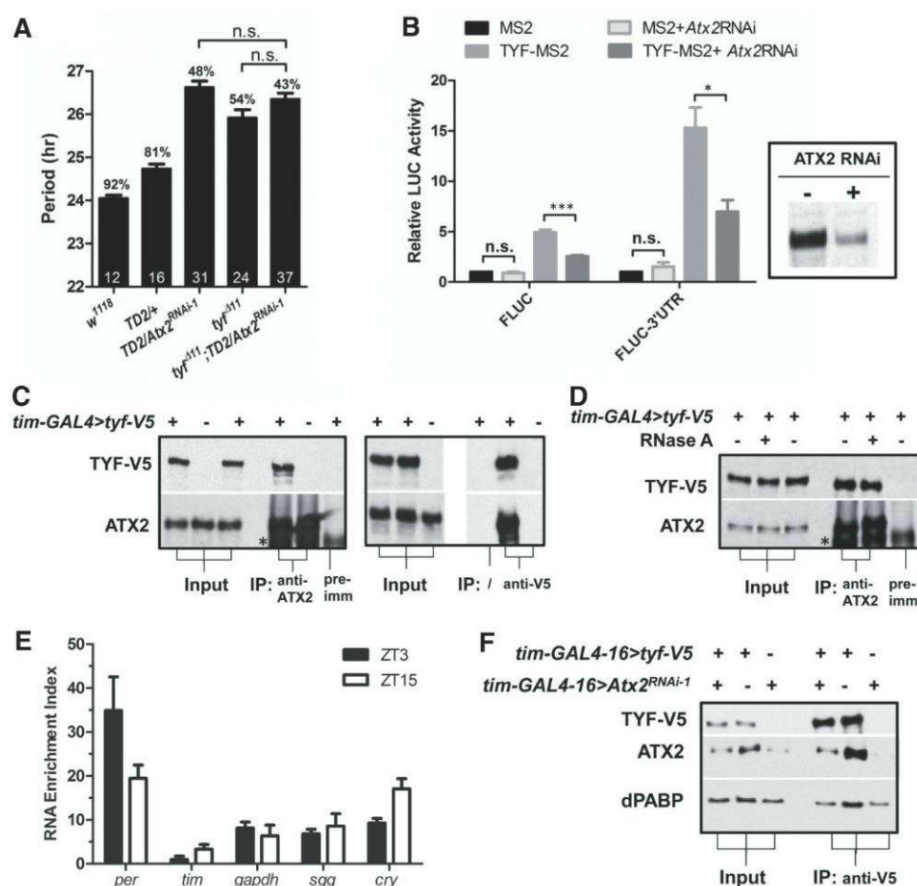 A
n.s.
n.s.
Period (hr)
27
26
25
24
23
22
92%
81%
48%
54%
43%
12
16
31
24
37
w1118
TD2/+
TD2/Atx2RNAi-1
tyfΔ11
tyfΔ11;TD2/Atx2RNAi-1
B
MS2
MS2+Atx2RNAi
TYF-MS2
TYF-MS2+ Atx2RNAi
Relative LUC Activity
20
15
10
5
0
n.s.
***
n.s.
*
FLUC
FLUC-3'UTR
ATX2 RNAi
- +
C
tim-GAL4>tyf-V5 + - + + - + + + - + + -
TYF-V5
ATX2
*
Input IP: anti-ATX2 pre-imm Input IP: / anti-V5
D
tim-GAL4>tyf-V5 + + + + + +
RNase A - + - - + -
TYF-V5
ATX2
*
Input IP: anti-ATX2 pre-imm
E
ZT3
ZT15
RNA Enrichment Index
50
40
30
20
10
0
per tim gapdh sgg cry
F
tim-GAL4-16>tyf-V5 + + - + + -
tim-GAL4-16>Atx2RNAi-1 + - + + - +
TYF-V5
ATX2
dPABP
Input IP: anti-V5